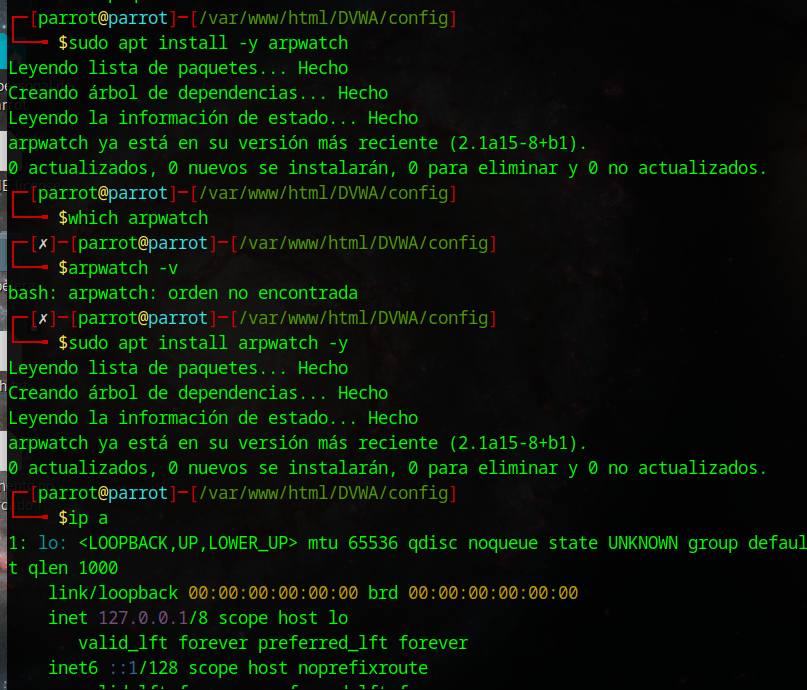 ┌─[parrot@parrot]─[/var/www/html/DVWA/config]
└──╼ $sudo apt install -y arpwatch
Leyendo lista de paquetes... Hecho
Creando árbol de dependencias... Hecho
Leyendo la información de estado... Hecho
arpwatch ya está en su versión más reciente (2.1a15-8+b1).
0 actualizados, 0 nuevos se instalarán, 0 para eliminar y 0 no actualizados.
┌─[parrot@parrot]─[/var/www/html/DVWA/config]
└──╼ $which arpwatch
┌─[✗]─[parrot@parrot]─[/var/www/html/DVWA/config]
└──╼ $arpwatch -v
bash: arpwatch: orden no encontrada
┌─[✗]─[parrot@parrot]─[/var/www/html/DVWA/config]
└──╼ $sudo apt install arpwatch -y
Leyendo lista de paquetes... Hecho
Creando árbol de dependencias... Hecho
Leyendo la información de estado... Hecho
arpwatch ya está en su versión más reciente (2.1a15-8+b1).
0 actualizados, 0 nuevos se instalarán, 0 para eliminar y 0 no actualizados.
┌─[parrot@parrot]─[/var/www/html/DVWA/config]
└──╼ $ip a
1: lo: <LOOPBACK,UP,LOWER_UP> mtu 65536 qdisc noqueue state UNKNOWN group defaul
t qlen 1000
    link/loopback 00:00:00:00:00:00 brd 00:00:00:00:00:00
    inet 127.0.0.1/8 scope host lo
       valid_lft forever preferred_lft forever
    inet6 ::1/128 scope host noprefixroute